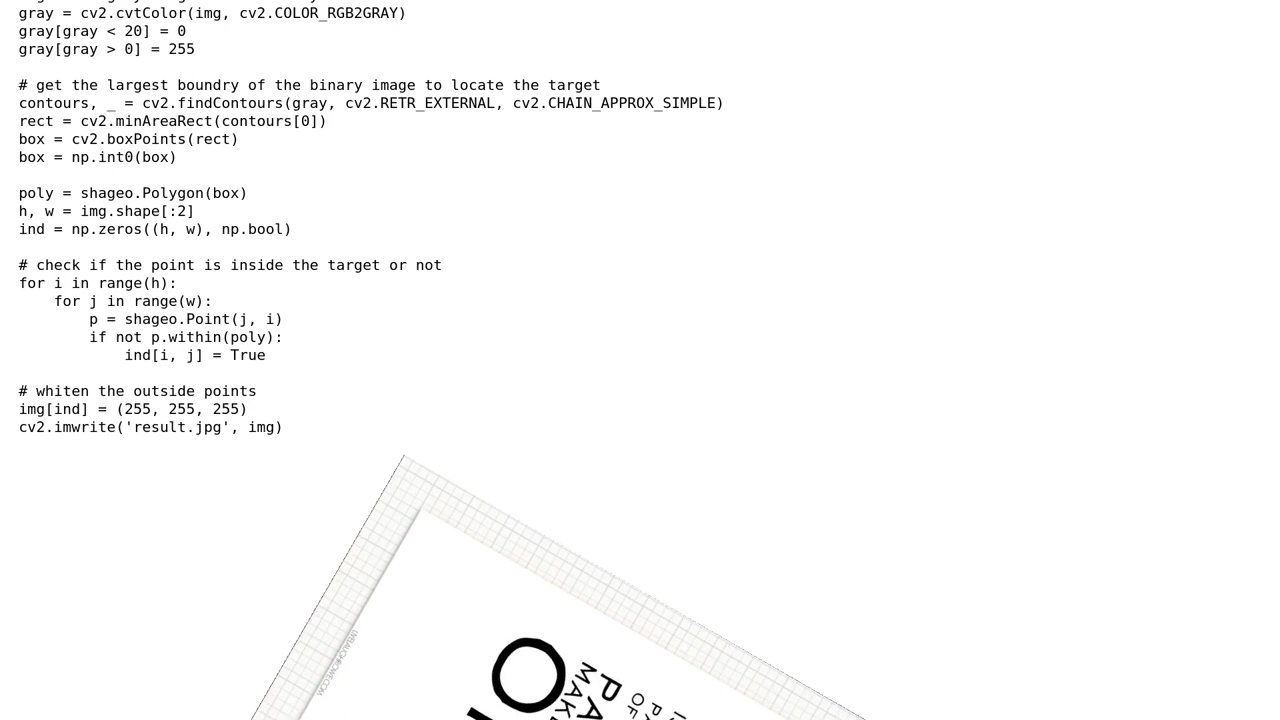 gray = cv2.cvtColor(img, cv2.COLOR_RGB2GRAY)
gray[gray < 20] = 0
gray[gray > 0] = 255
# get the largest boundry of the binary image to locate the target
contours, _ = cv2.findContours(gray, cv2.RETR_EXTERNAL, cv2.CHAIN_APPROX_SIMPLE)
rect = cv2.minAreaRect(contours[0])
box = cv2.boxPoints(rect)
box = np.int0(box)
poly = shageo.Polygon(box)
h, w = img.shape[:2]
ind = np.zeros((h, w), np.bool)
# check if the point is inside the target or not
for i in range(h):
    for j in range(w):
        p = shageo.Point(j, i)
        if not p.within(poly):
            ind[i, j] = True
# whiten the outside points
img[ind] = (255, 255, 255)
cv2.imwrite('result.jpg', img)